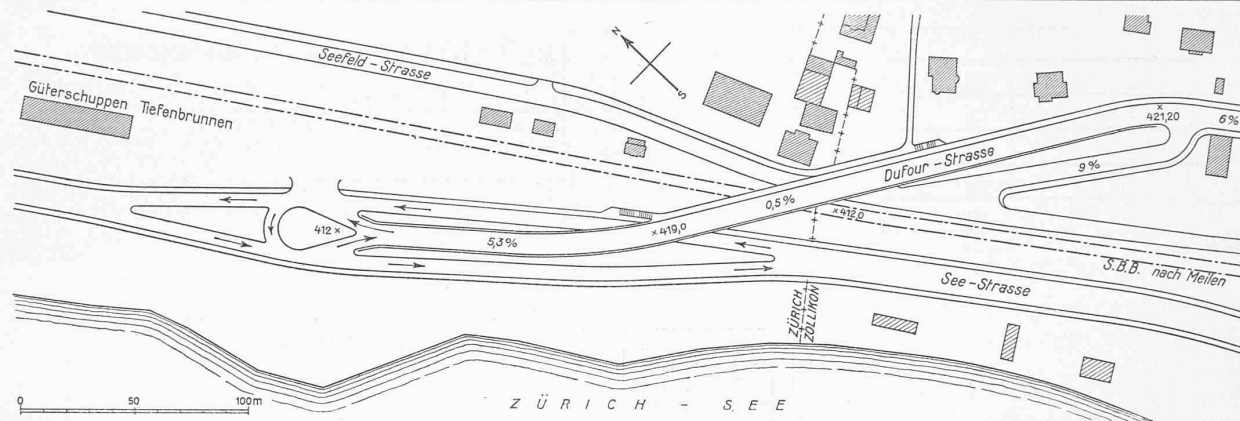 Seefeld-Strasse
N
S
Güterschuppen Tiefenbrunnen
421,20
6%
Dufour-Strasse
9%
0,5%
412,0
412
419,0
5,3%
S.B.B. nach Meilen
See-Strasse
ZÜRICH
ZOLLIKON
0 50 100m
ZÜRICH - SEE